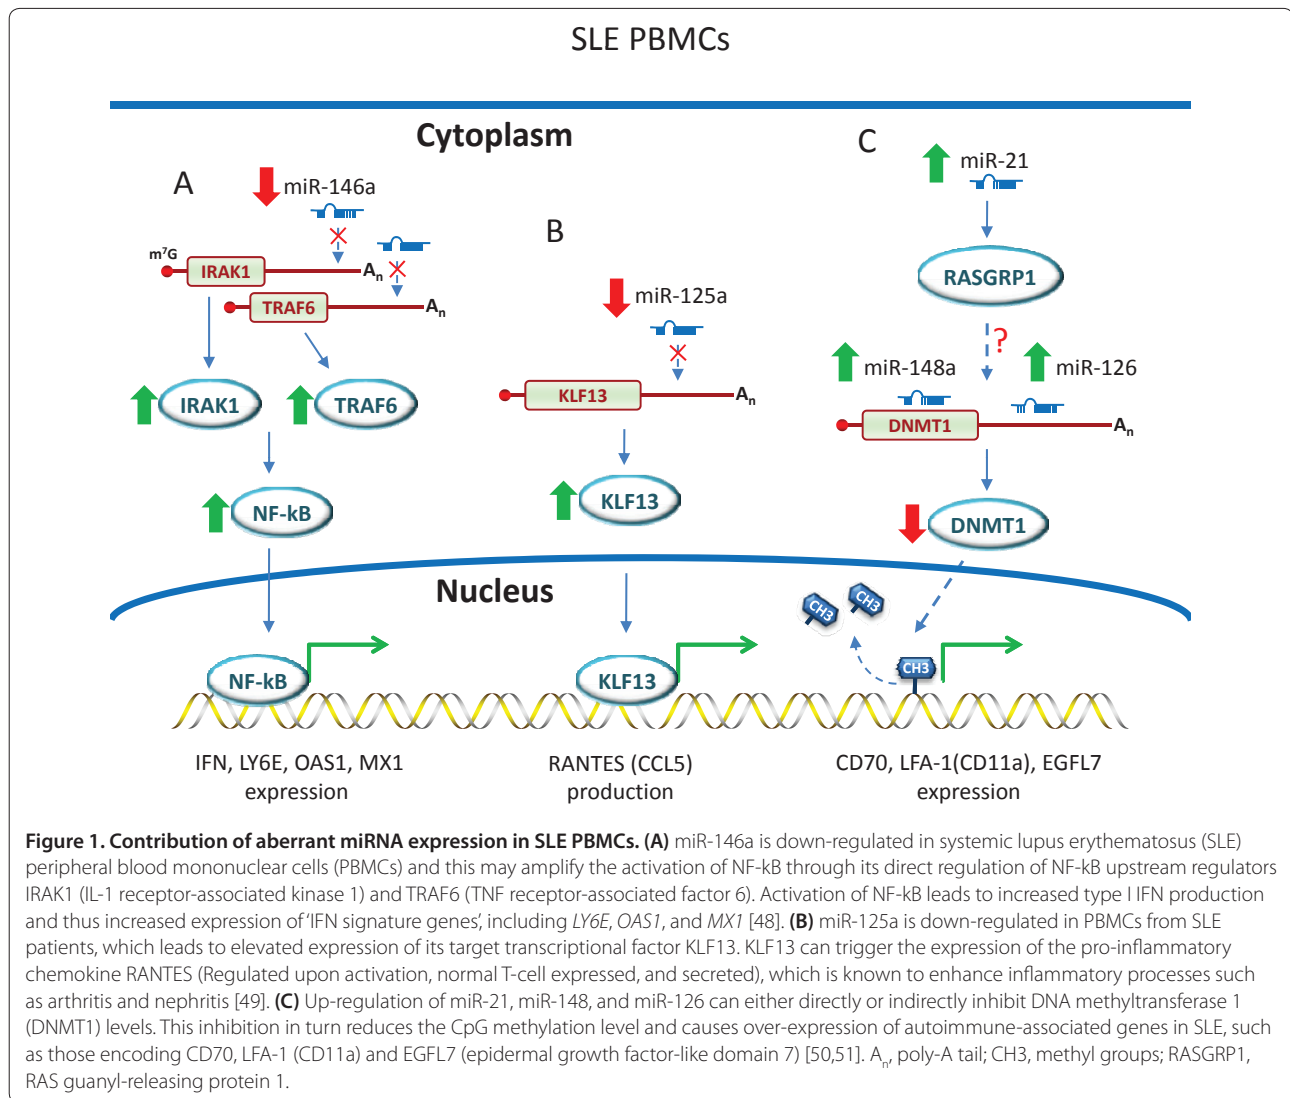 SLE PBMCs
Cytoplasm
A
miR-146a
m⁷G
IRAK1
Aₙ
TRAF6
Aₙ
IRAK1
TRAF6
NF-kB
B
miR-125a
KLF13
Aₙ
KLF13
C
miR-21
RASGRP1
?
miR-148a
miR-126
DNMT1
Aₙ
DNMT1
Nucleus
CH3
CH3
NF-kB
KLF13
CH3
IFN, LY6E, OAS1, MX1
expression
RANTES (CCL5)
production
CD70, LFA-1(CD11a), EGFL7
expression
Figure 1. Contribution of aberrant miRNA expression in SLE PBMCs. (A) miR-146a is down-regulated in systemic lupus erythematosus (SLE)
peripheral blood mononuclear cells (PBMCs) and this may amplify the activation of NF-kB through its direct regulation of NF-kB upstream regulators
IRAK1 (IL-1 receptor-associated kinase 1) and TRAF6 (TNF receptor-associated factor 6). Activation of NF-kB leads to increased type I IFN production
and thus increased expression of ‘IFN signature genes’, including LY6E, OAS1, and MX1 [48]. (B) miR-125a is down-regulated in PBMCs from SLE
patients, which leads to elevated expression of its target transcriptional factor KLF13. KLF13 can trigger the expression of the pro-inflammatory
chemokine RANTES (Regulated upon activation, normal T-cell expressed, and secreted), which is known to enhance inflammatory processes such
as arthritis and nephritis [49]. (C) Up-regulation of miR-21, miR-148, and miR-126 can either directly or indirectly inhibit DNA methyltransferase 1
(DNMT1) levels. This inhibition in turn reduces the CpG methylation level and causes over-expression of autoimmune-associated genes in SLE, such
as those encoding CD70, LFA-1 (CD11a) and EGFL7 (epidermal growth factor-like domain 7) [50,51]. Aₙ, poly-A tail; CH3, methyl groups; RASGRP1,
RAS guanyl-releasing protein 1.